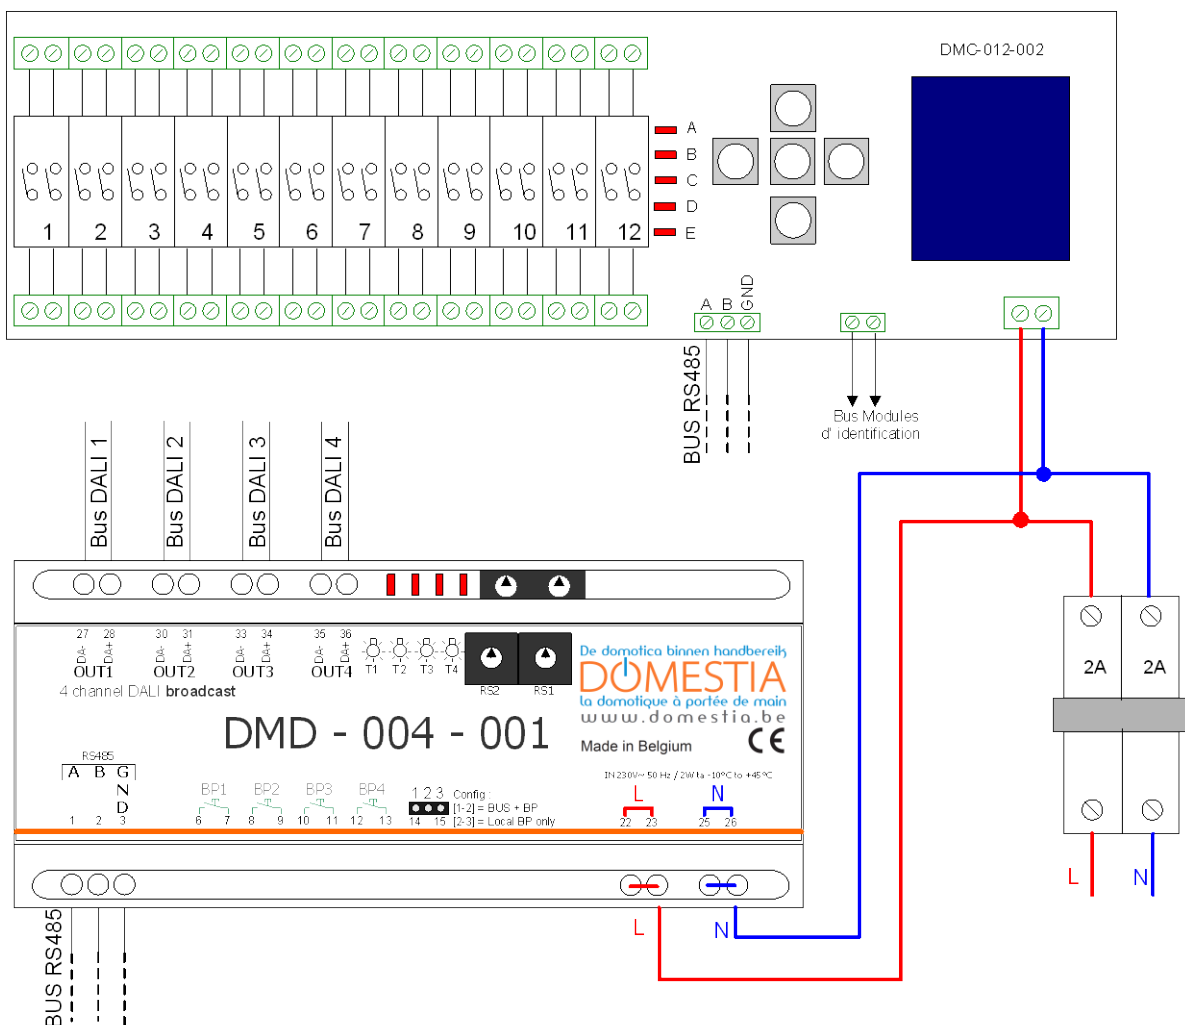 DMC-012-002
A
B
C
D
E
1 2 3 4 5 6 7 8 9 10 11 12
A B GND
BUS RS485
Bus Modules
d' identification
Bus DALI 1
Bus DALI 2
Bus DALI 3
Bus DALI 4
27 28 30 31 33 34 35 36
DA- DA+ DA- DA+ DA- DA+ DA- DA+
OUT1 OUT2 OUT3 OUT4
T1 T2 T3 T4
RS2 RS1
4 channel DALI broadcast
De domotica binnen handbereik
DOMESTIA
la domotique à portée de main
www.domestia.be
DMD - 004 - 001
Made in Belgium CE
RS485
A B GND
IN 230V~ 50 Hz / 2W ta -10°C to +45°C
BP1 BP2 BP3 BP4
1 2 3 Config :
[1-2] = BUS + BP
[2-3] = Local BP only
1 2 3 6 7 8 9 10 11 12 13 14 15
L N
22 23 25 26
2A 2A
L N
L N
BUS RS485